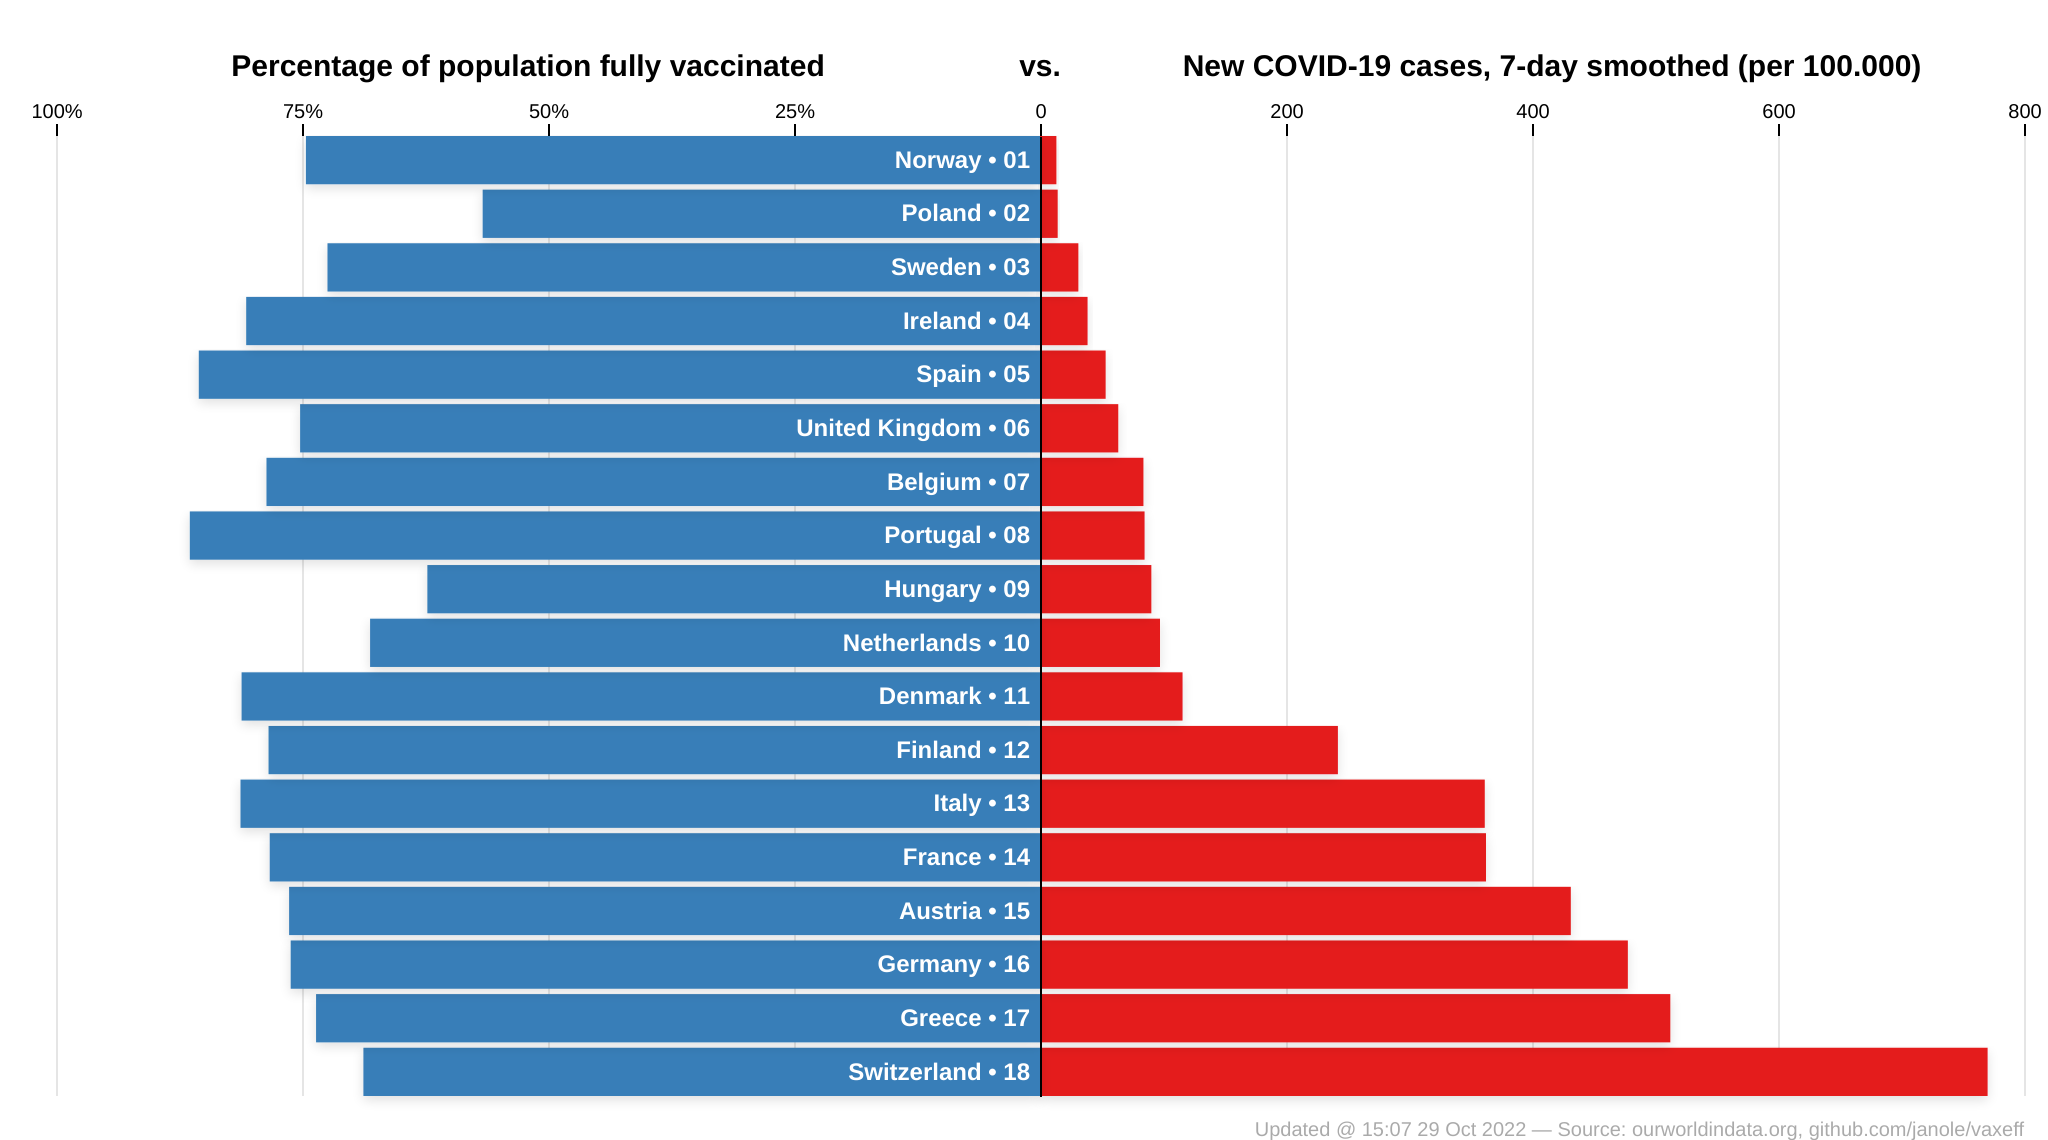 Percentage of population fully vaccinated vs. New COVID-19 cases, 7-day smoothed (per 100.000)
100% 75% 50% 25% 0 200 400 600 800
Norway • 01
Poland • 02
Sweden • 03
Ireland • 04
Spain • 05
United Kingdom • 06
Belgium • 07
Portugal • 08
Hungary • 09
Netherlands • 10
Denmark • 11
Finland • 12
Italy • 13
France • 14
Austria • 15
Germany • 16
Greece • 17
Switzerland • 18
Updated @ 15:07 29 Oct 2022 — Source: ourworldindata.org, github.com/janole/vaxeff